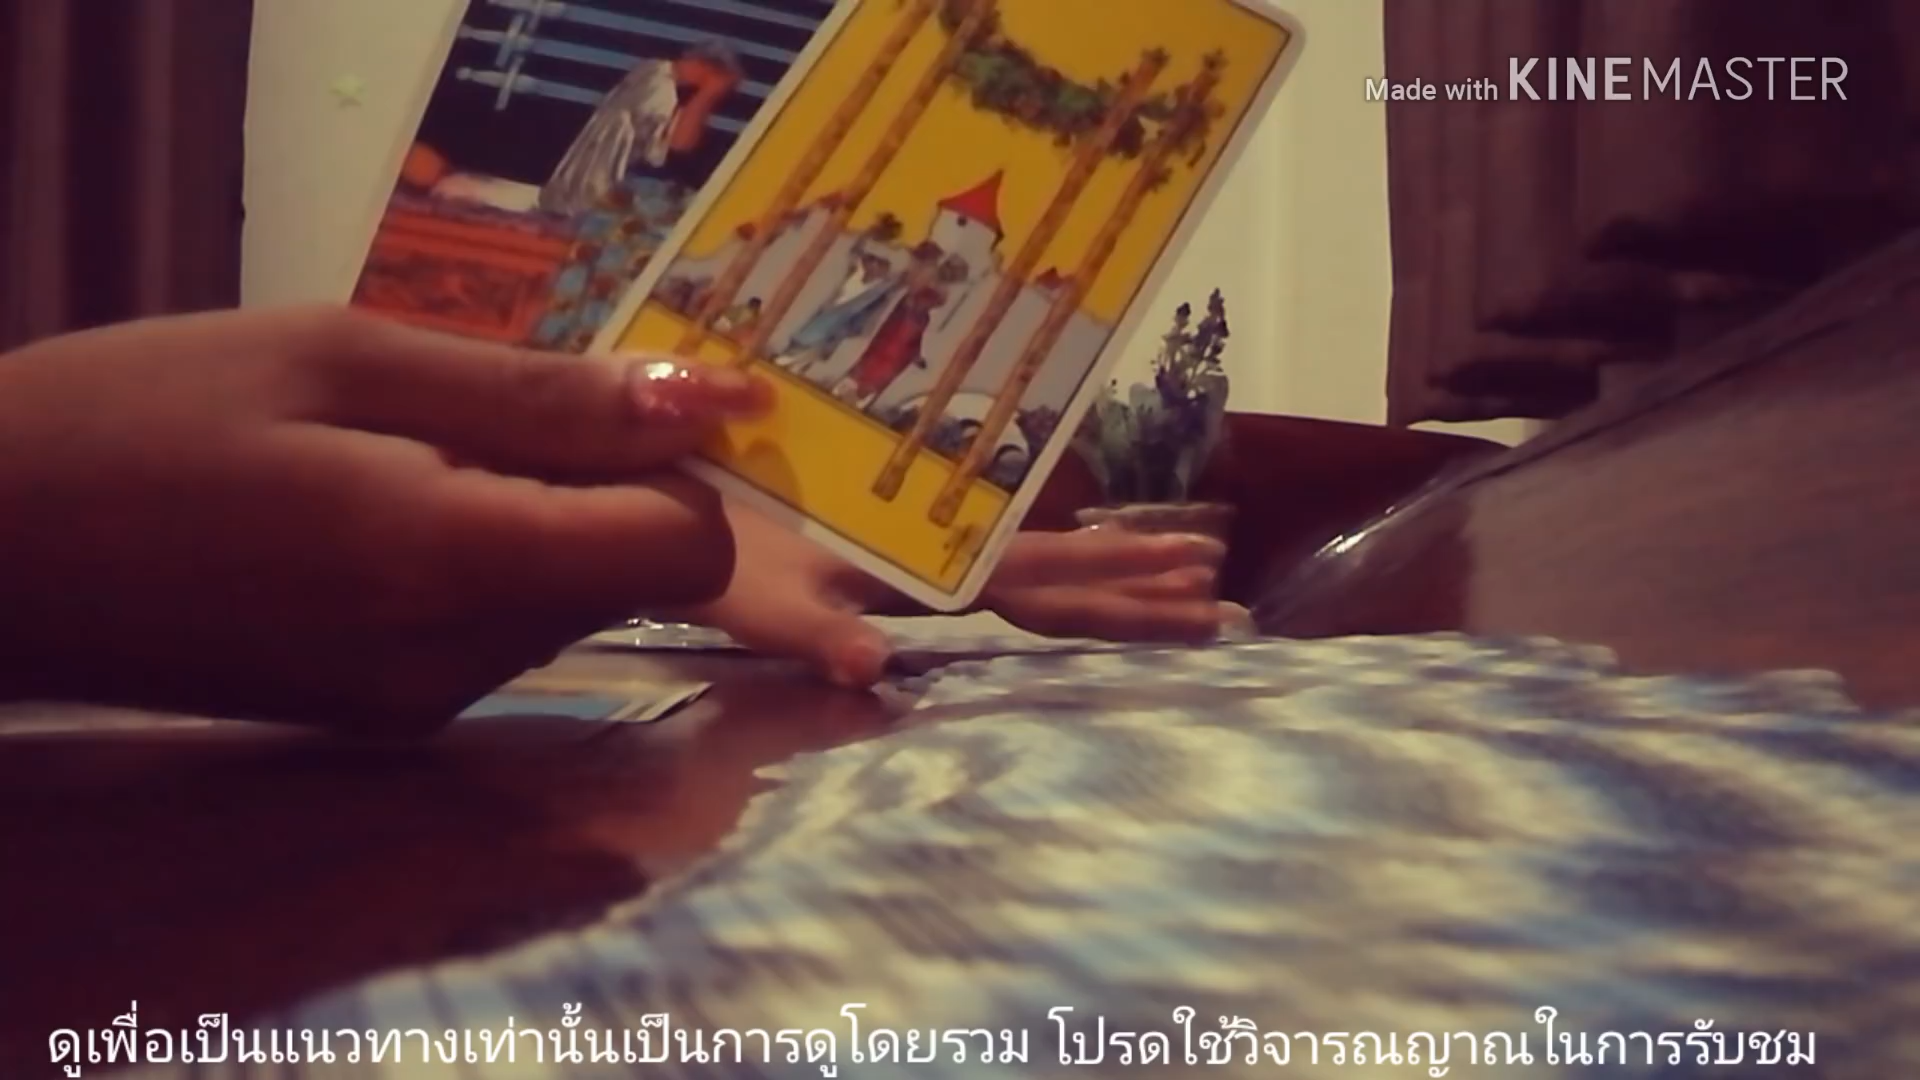 Made with KINEMASTER
ดูเพื่อเป็นแนวทางเท่านั้นเป็นการดูโดยรวม โปรดใช้วิจารณญาณในการรับชม